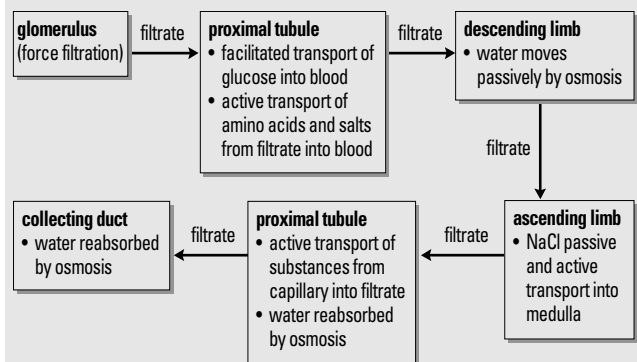 glomerulus
(force filtration)
filtrate
proximal tubule
• facilitated transport of
glucose into blood
• active transport of
amino acids and salts
from filtrate into blood
filtrate
descending limb
• water moves
passively by osmosis
filtrate
ascending limb
• NaCl passive
and active
transport into
medulla
filtrate
proximal tubule
• active transport of
substances from
capillary into filtrate
• water reabsorbed
by osmosis
filtrate
collecting duct
• water reabsorbed
by osmosis